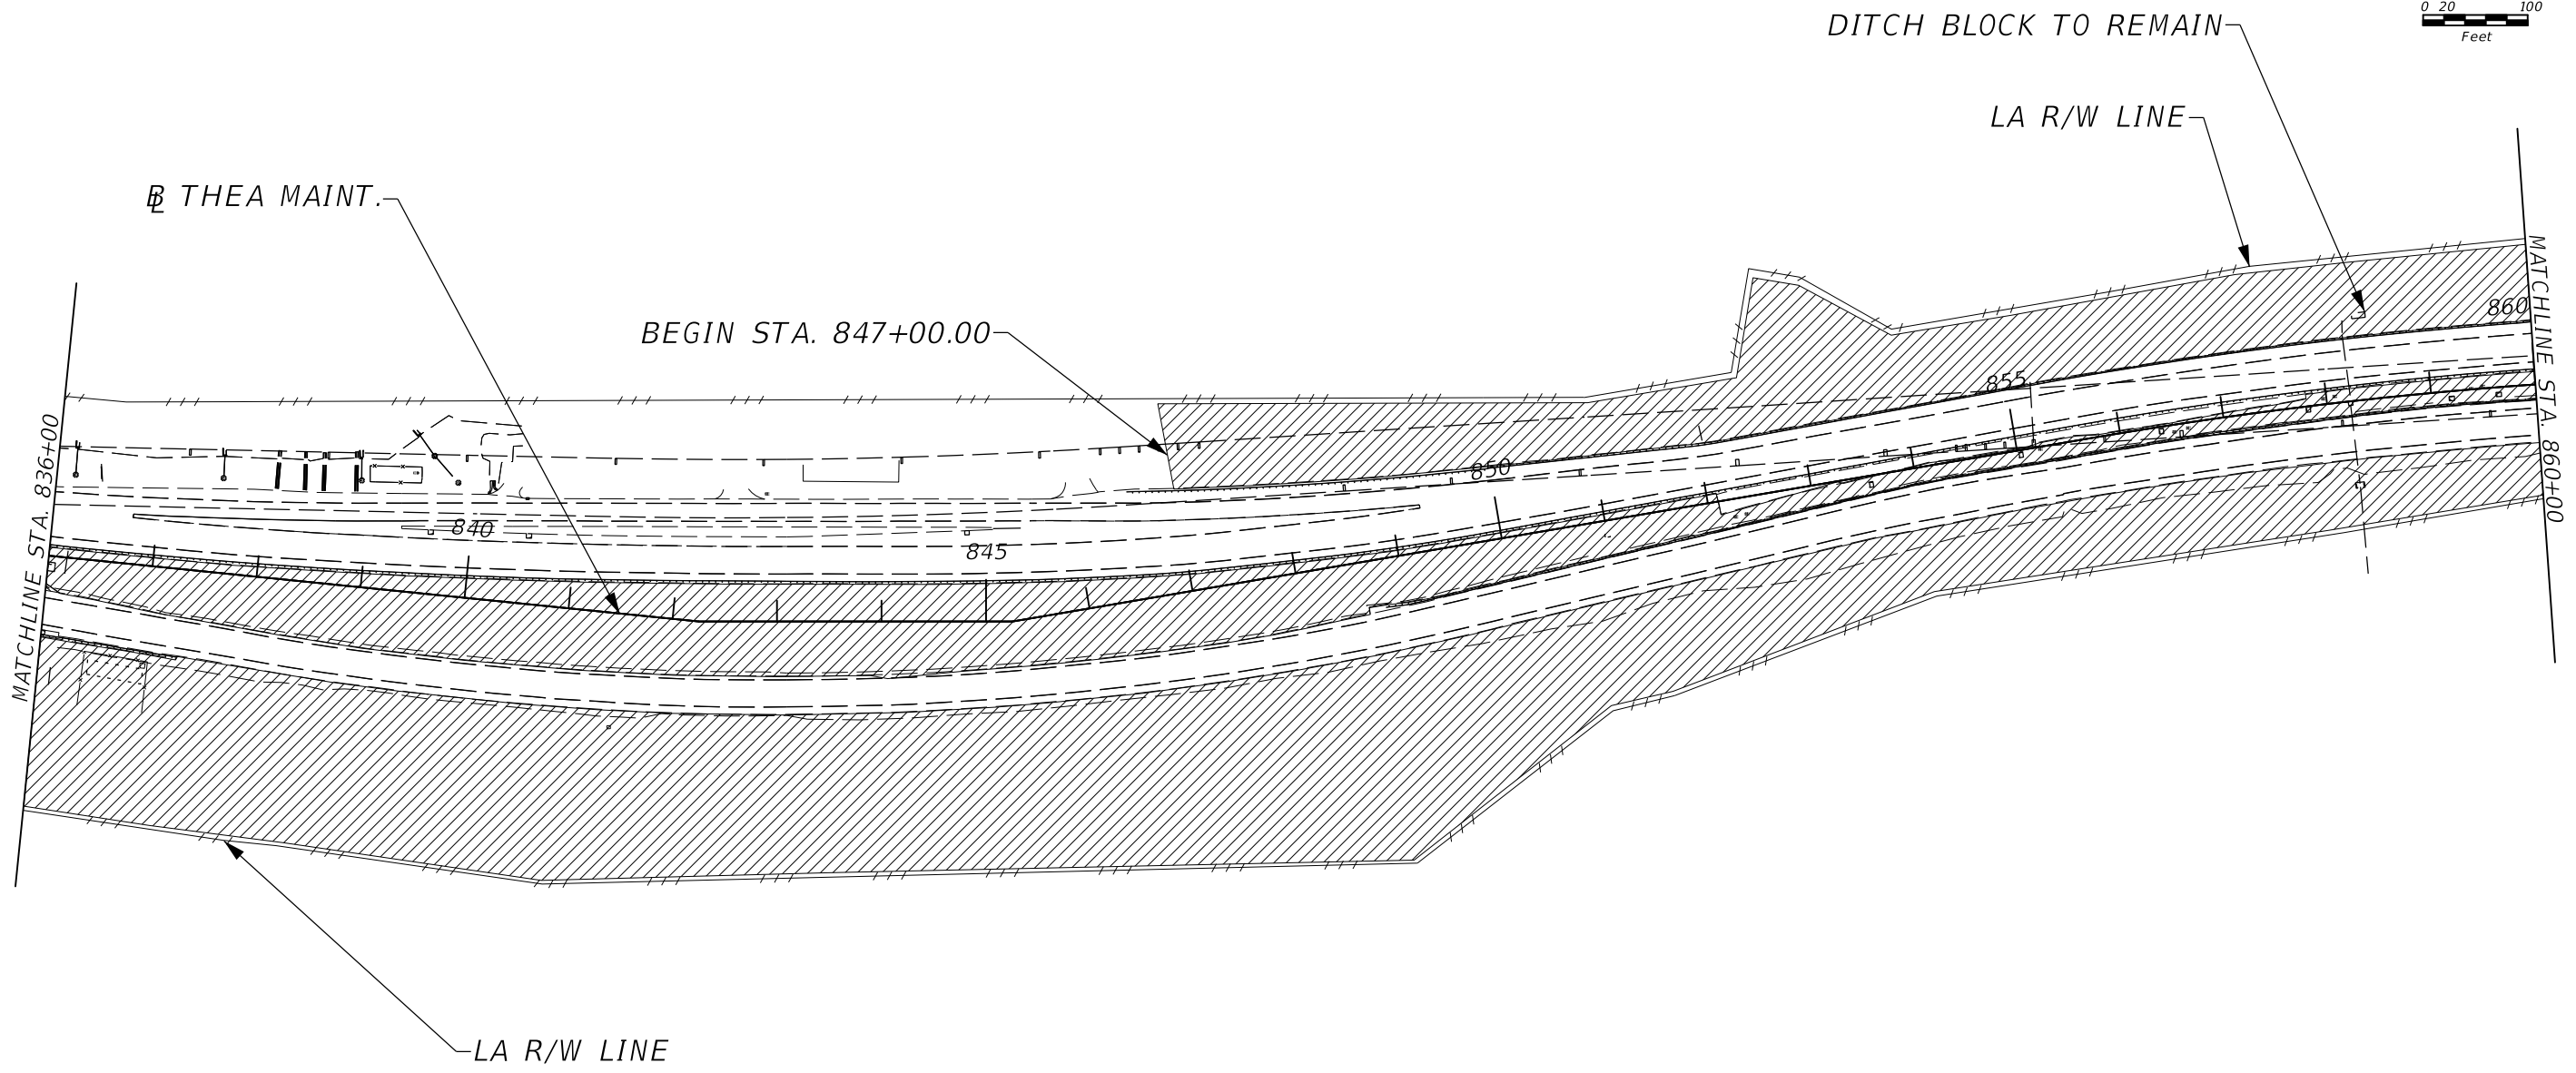 0 20 100
Feet
DITCH BLOCK TO REMAIN
LA R/W LINE
℄ THEA MAINT.
BEGIN STA. 847+00.00
MATCHLINE STA. 836+00
MATCHLINE STA. 860+00
840
845
850
855
860
LA R/W LINE